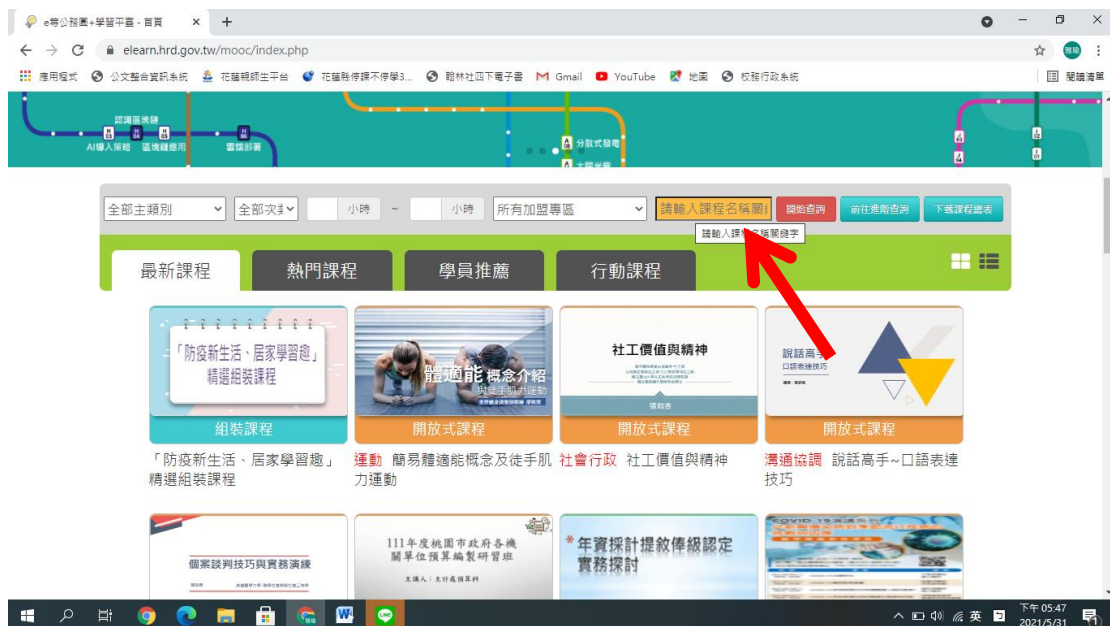 e等公務園+學習平臺 - 首頁
elearn.hrd.gov.tw/mooc/index.php
應用程式
公文整合資訊系統
花蓮親師生平台
花蓮縣停課不停學3...
翰林社四下電子書
Gmail
YouTube
地圖
校務行政系統
閱讀清單
認識區塊鏈
H 03
H 04
H 05
H 06
AI導入策略
區塊鏈應用
雲端部署
A 08
分散式發電
全部主類別
全部次
小時
~
小時
所有加盟專區
請輸入課程名稱關
開始查詢
前往進階查詢
下載課程總表
請輸入課程名稱關鍵字
最新課程
熱門課程
學員推薦
行動課程
「防疫新生活、居家學習趣」
精選組裝課程
組裝課程
體適能 概念介紹
與徒手肌力運動
開放式課程
社工價值與精神
開放式課程
說話高手
口語表達技巧
開放式課程
「防疫新生活、居家學習趣」
精選組裝課程
運動 簡易體適能概念及徒手肌
力運動
社會行政 社工價值與精神
溝通協調 說話高手~口語表達
技巧
個案談判技巧與實務演練
111年度桃園市政府各機
關單位預算編製研習班
主講人：主計處預算科
*年資採計提敘俸級認定
實務探討
英
下午 05:47
2021/5/31